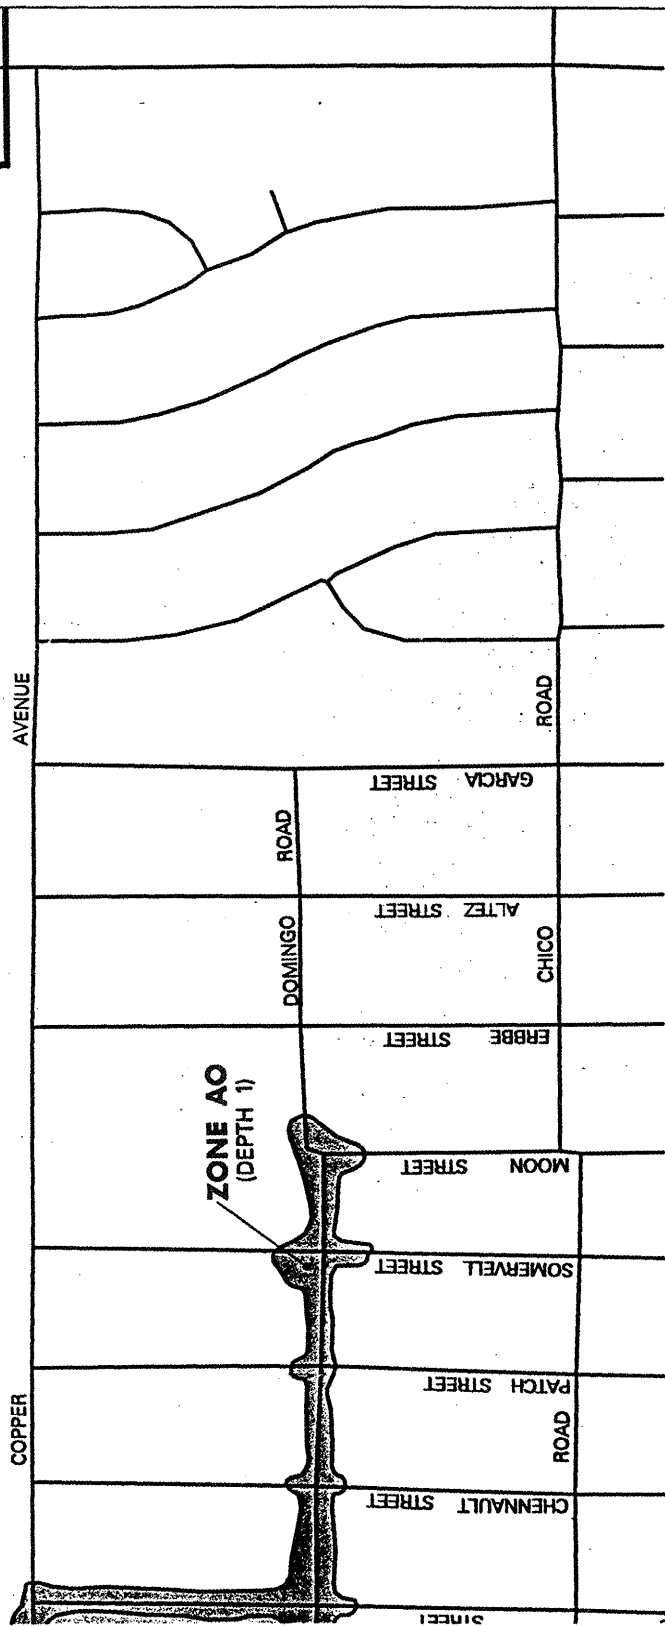 AVENUE
ROAD
GARCIA STREET
ROAD
ALTEZ STREET
DOMINGO
CHICO
ERBBE STREET
ZONE AO
(DEPTH 1)
MOON STREET
SOMERVELL STREET
PATCH STREET
COPPER
ROAD
CHENNAULT STREET
STREET